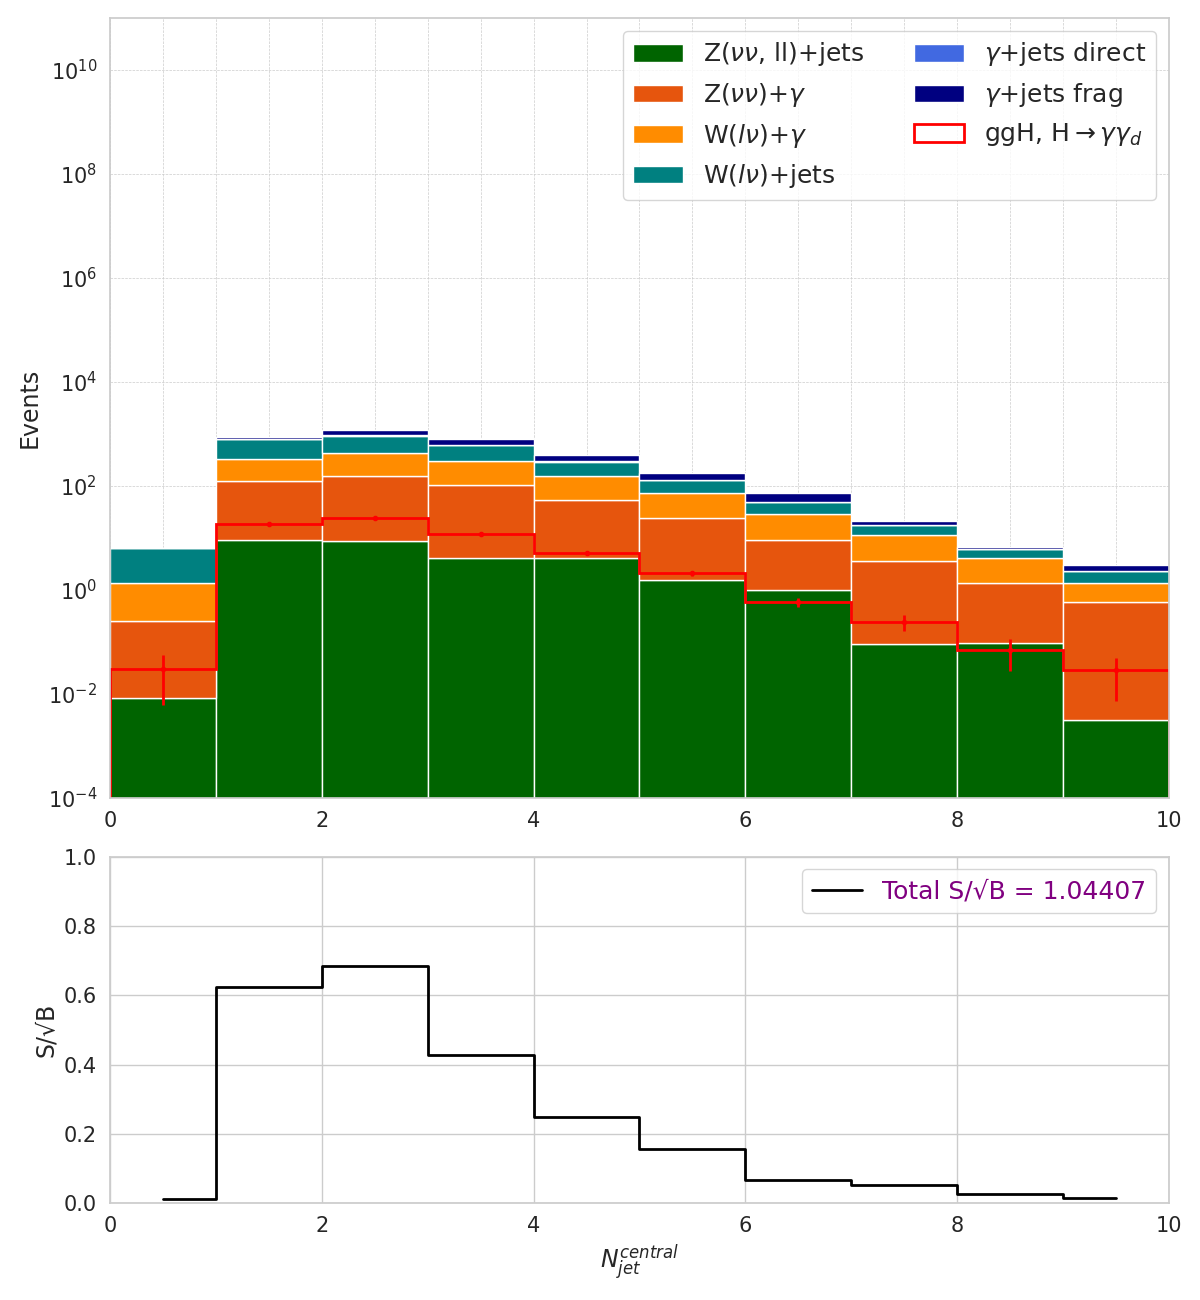 Z(νν, ll)+jets
Z(νν)+γ
W(lν)+γ
W(lν)+jets
γ+jets direct
γ+jets frag
ggH, H→γγ_d
Events
10^10
10^8
10^6
10^4
10^2
10^0
10^−2
10^−4
0 2 4 6 8 10
Total S/√B = 1.04407
S/√B
1.0
0.8
0.6
0.4
0.2
0.0
0 2 4 6 8 10
N_jet^central